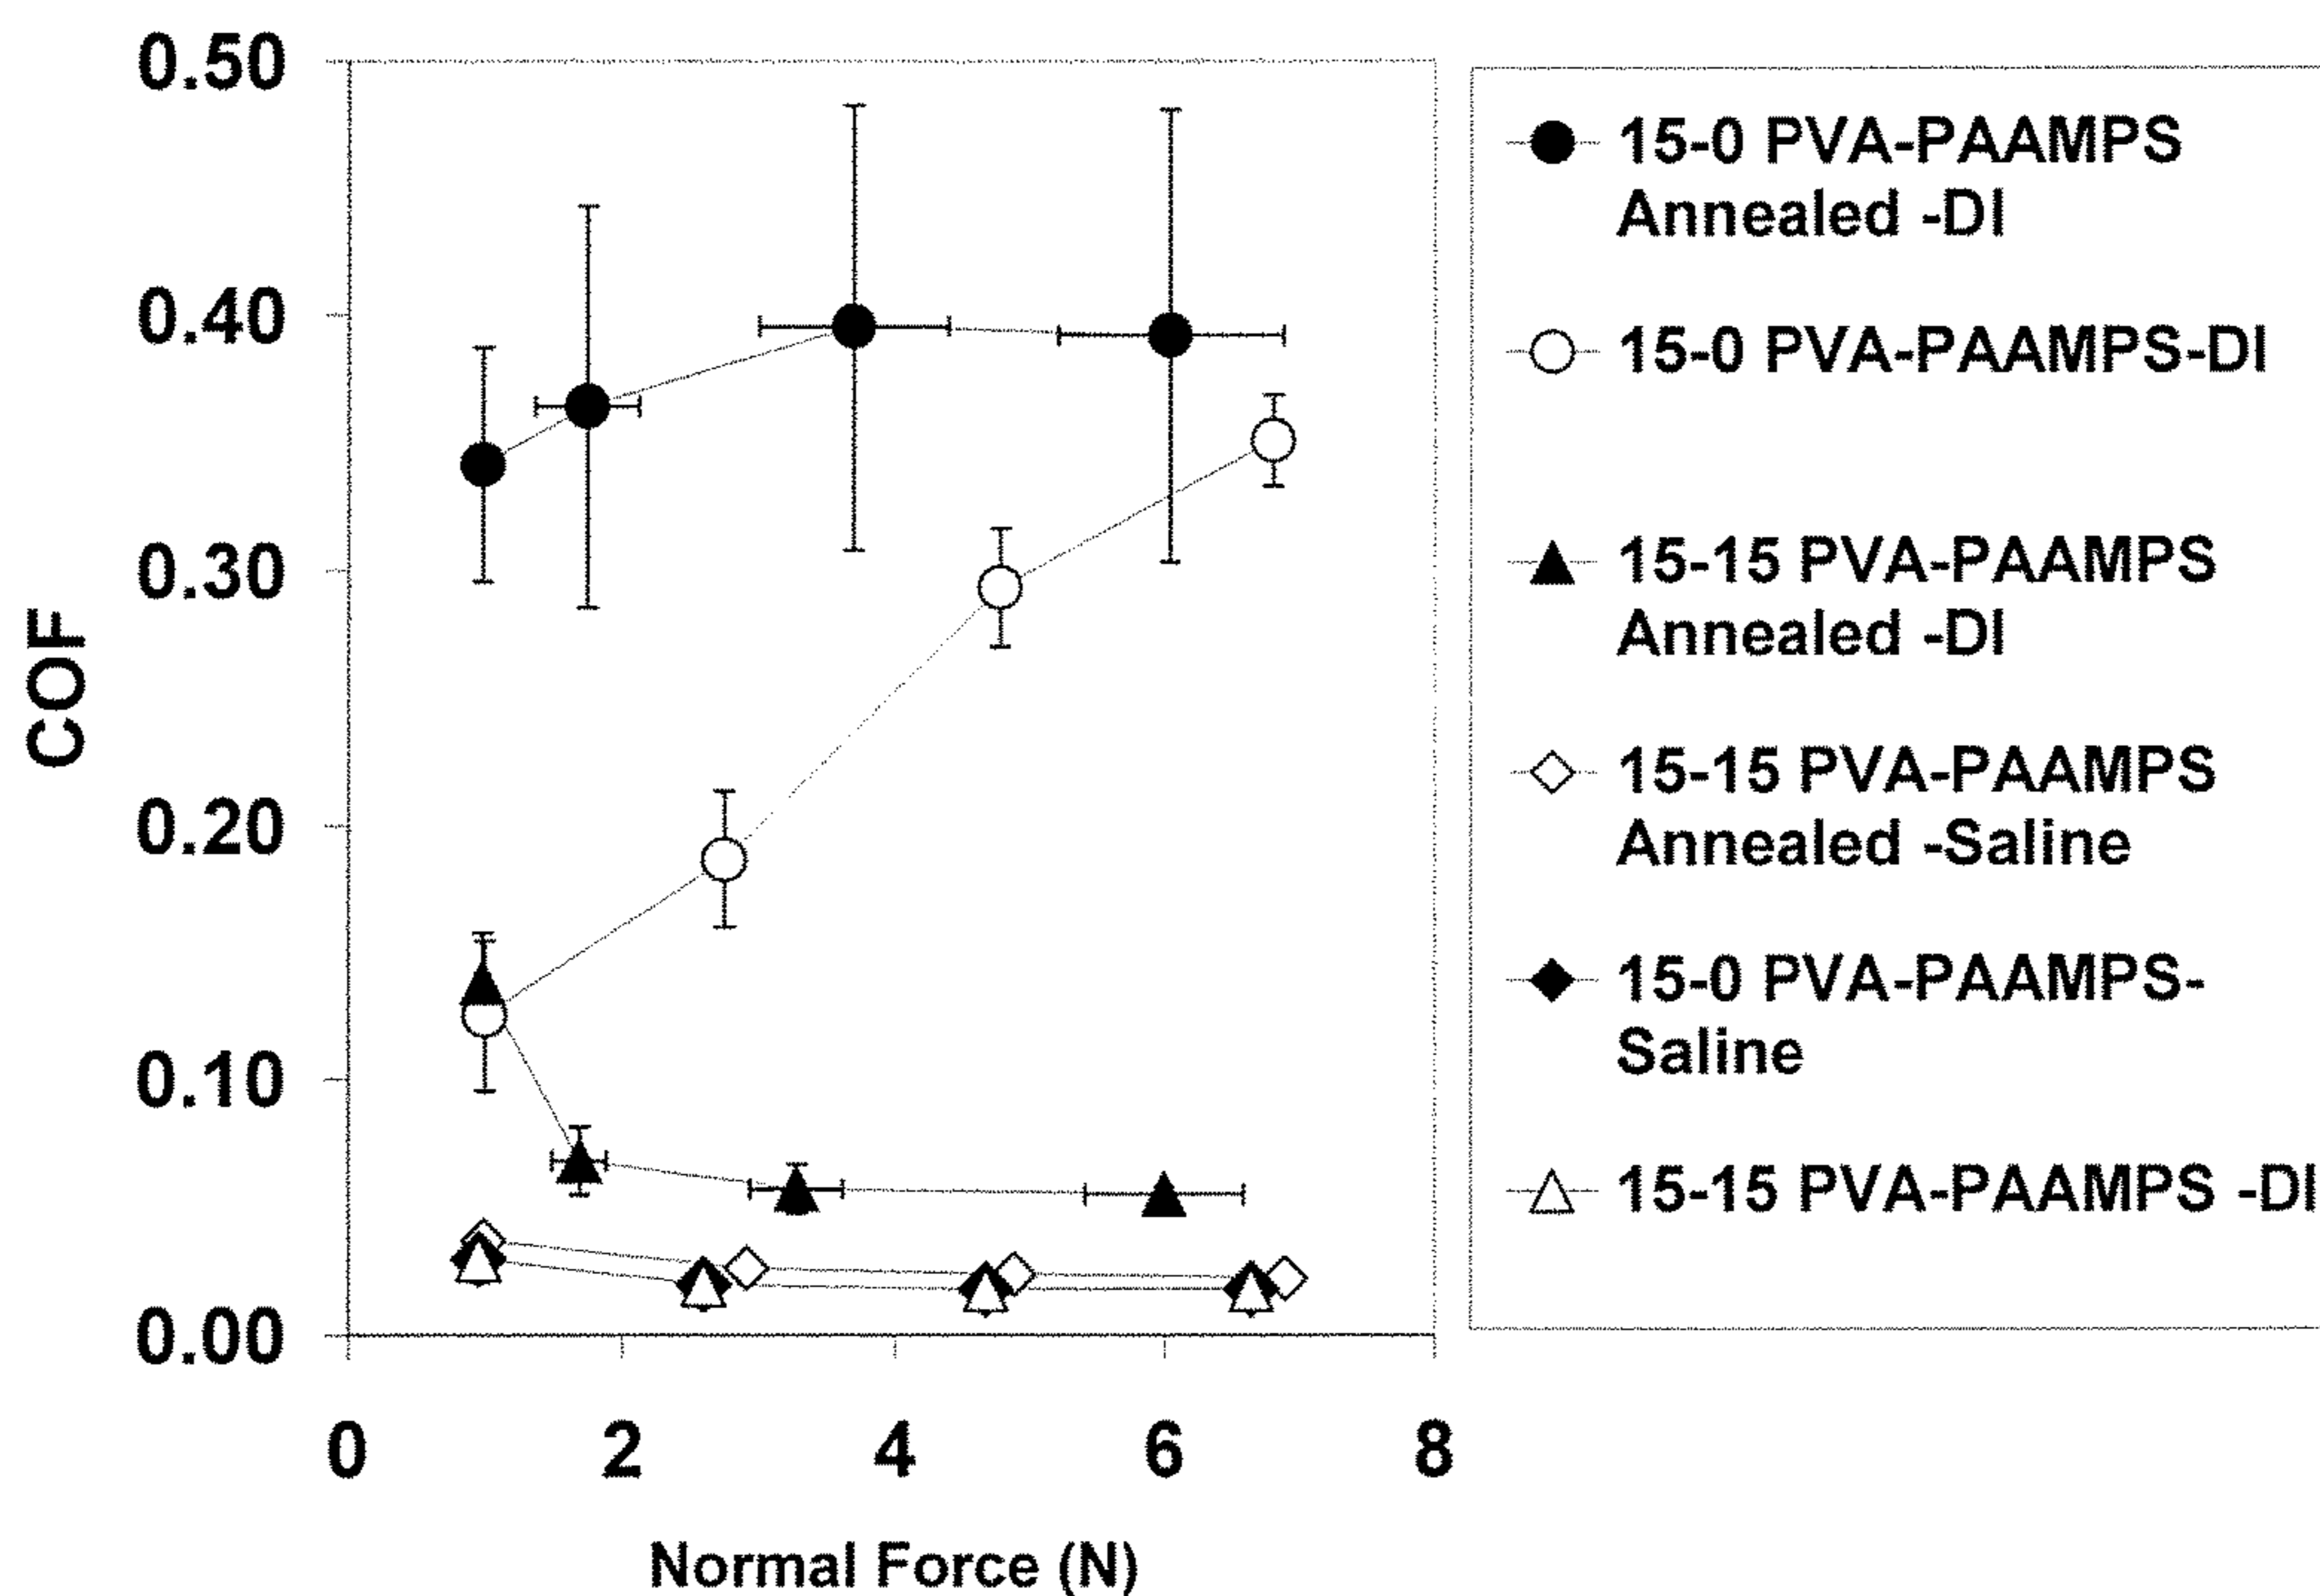 0.50
0.40
0.30
0.20
0.10
0.00
COF
0
2
4
6
8
Normal Force (N)
15-0 PVA-PAAMPS
Annealed -DI
15-0 PVA-PAAMPS-DI
15-15 PVA-PAAMPS
Annealed -DI
15-15 PVA-PAAMPS
Annealed -Saline
15-0 PVA-PAAMPS-
Saline
15-15 PVA-PAAMPS -DI